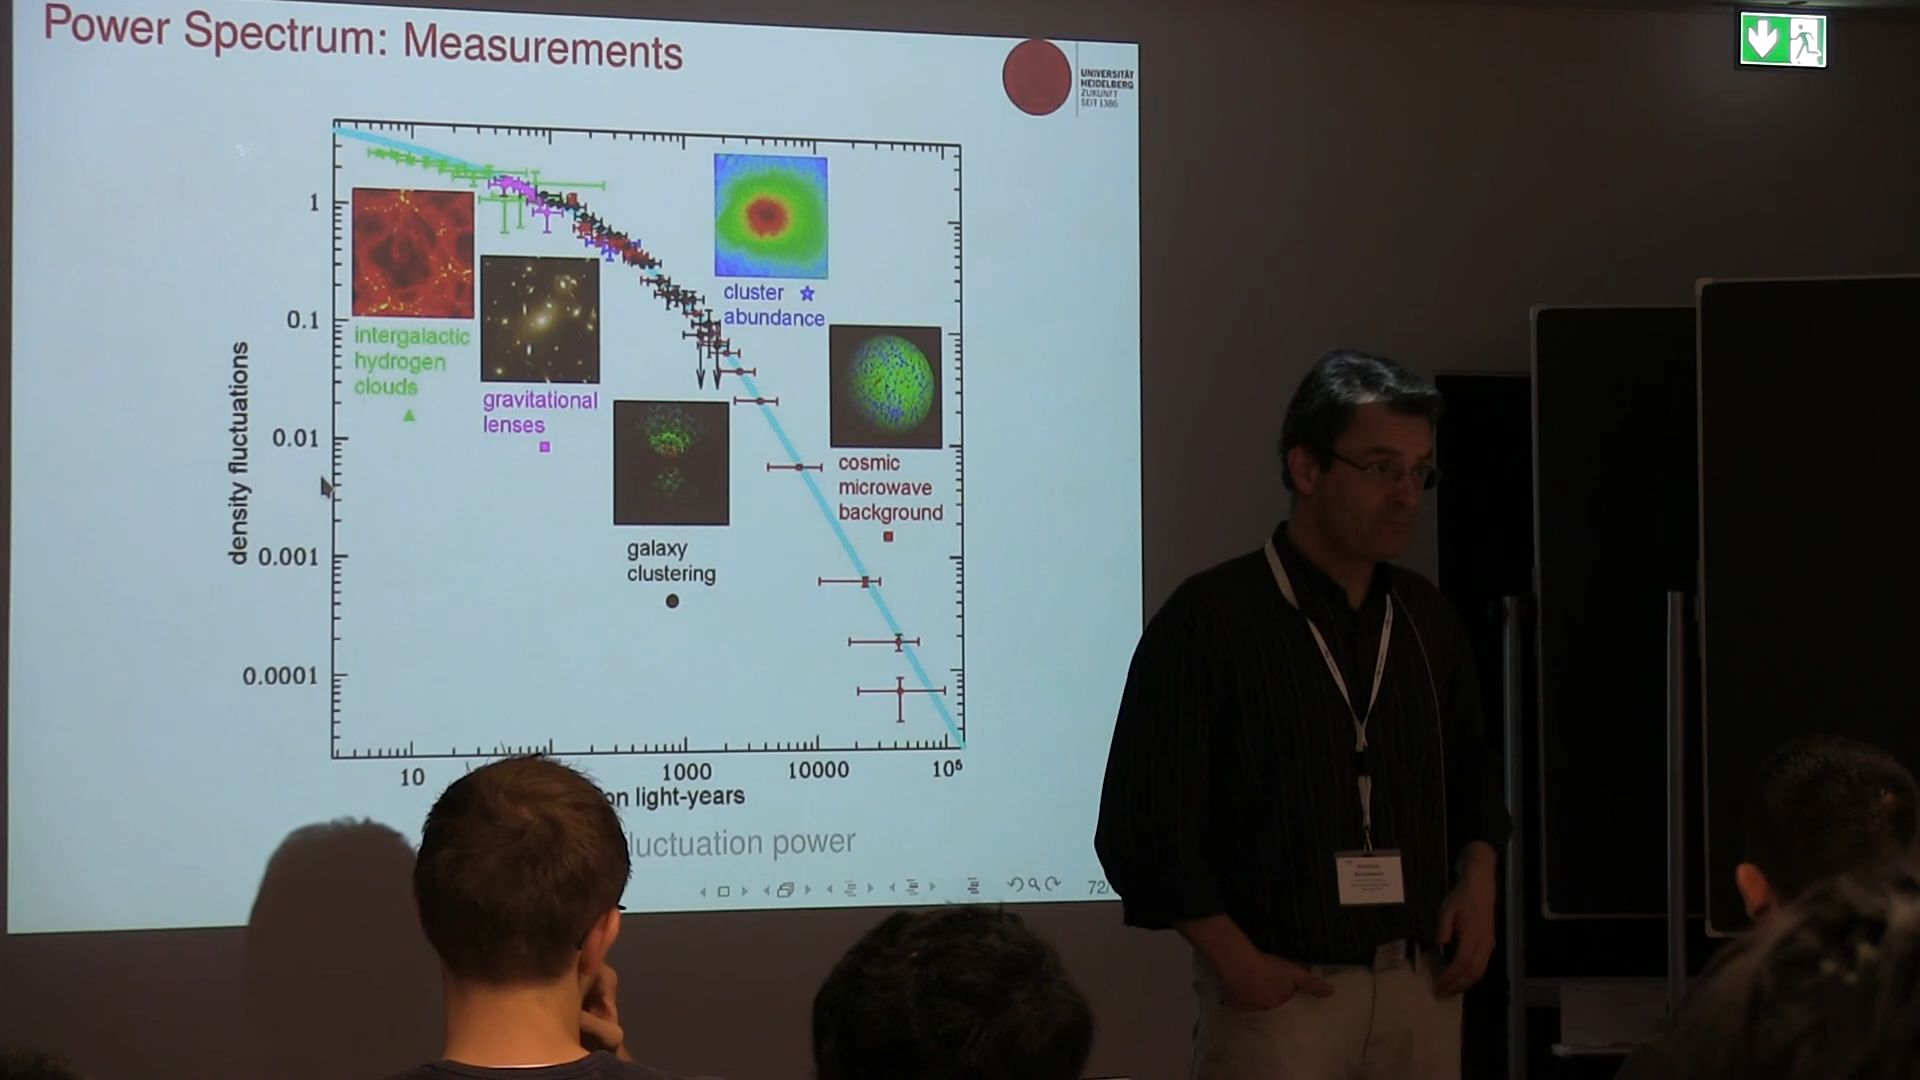 Power Spectrum: Measurements
UNIVERSITÄT
HEIDELBERG
ZUKUNFT
SEIT 1386
1
0.1
0.01
0.001
0.0001
density fluctuations
intergalactic
hydrogen
clouds
gravitational
lenses
galaxy
clustering
cluster
abundance
cosmic
microwave
background
10
1000
10000
10⁵
on light-years
luctuation power
72/